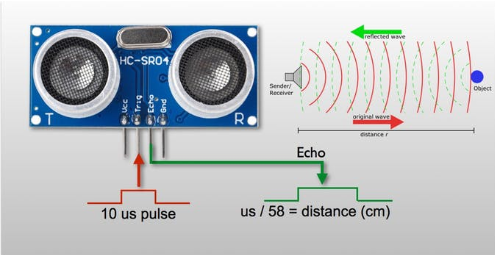 HC-SR04
T
Vcc
Trig
Echo
Gnd
R
reflected wave
Sender/
Receiver
Object
original wave
distance r
Echo
10 us pulse
us / 58 = distance (cm)